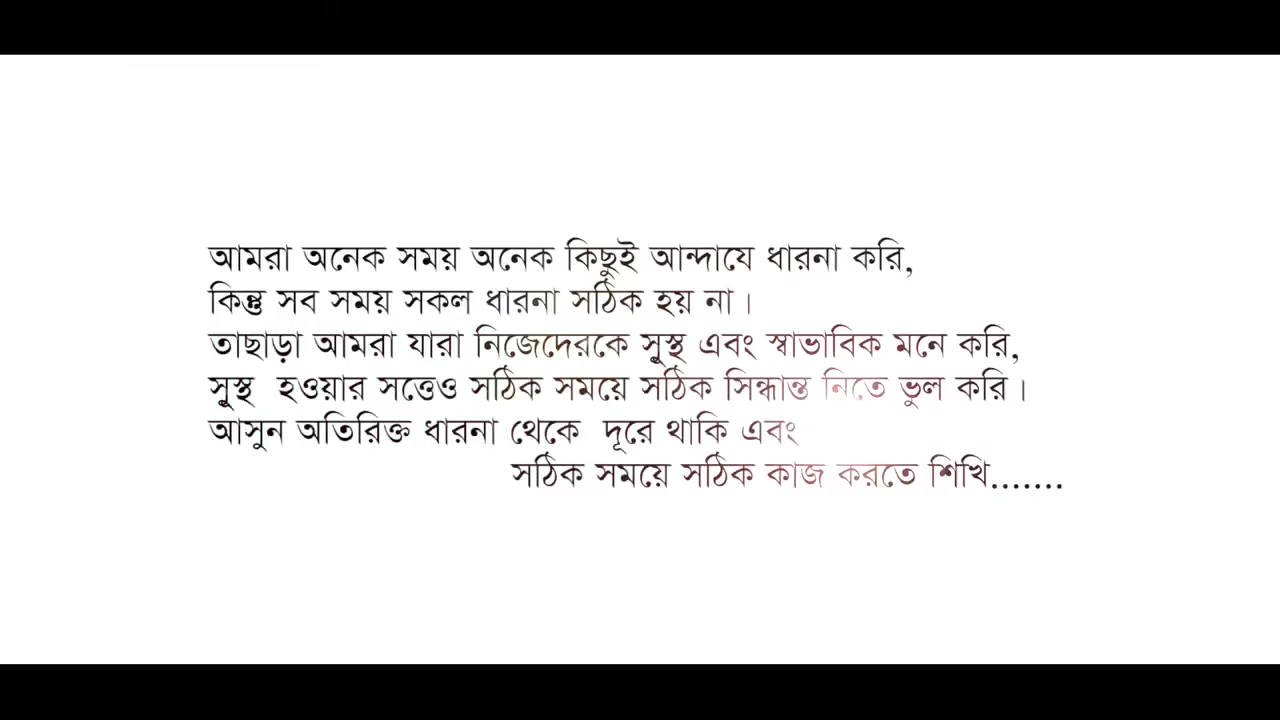 আমরা অনেক সময় অনেক কিছুই আন্দাযে ধারনা করি,
কিন্তু সব সময় সকল ধারনা সঠিক হয় না।
তাছাড়া আমরা যারা নিজেদেরকে সুস্থ এবং স্বাভাবিক মনে করি,
সুস্থ হওয়ার সত্তেও সঠিক সময়ে সঠিক সিন্ধান্ত নিতে ভুল করি।
আসুন অতিরিক্ত ধারনা থেকে দূরে থাকি এবং
সঠিক সময়ে সঠিক কাজ করতে শিখি.......